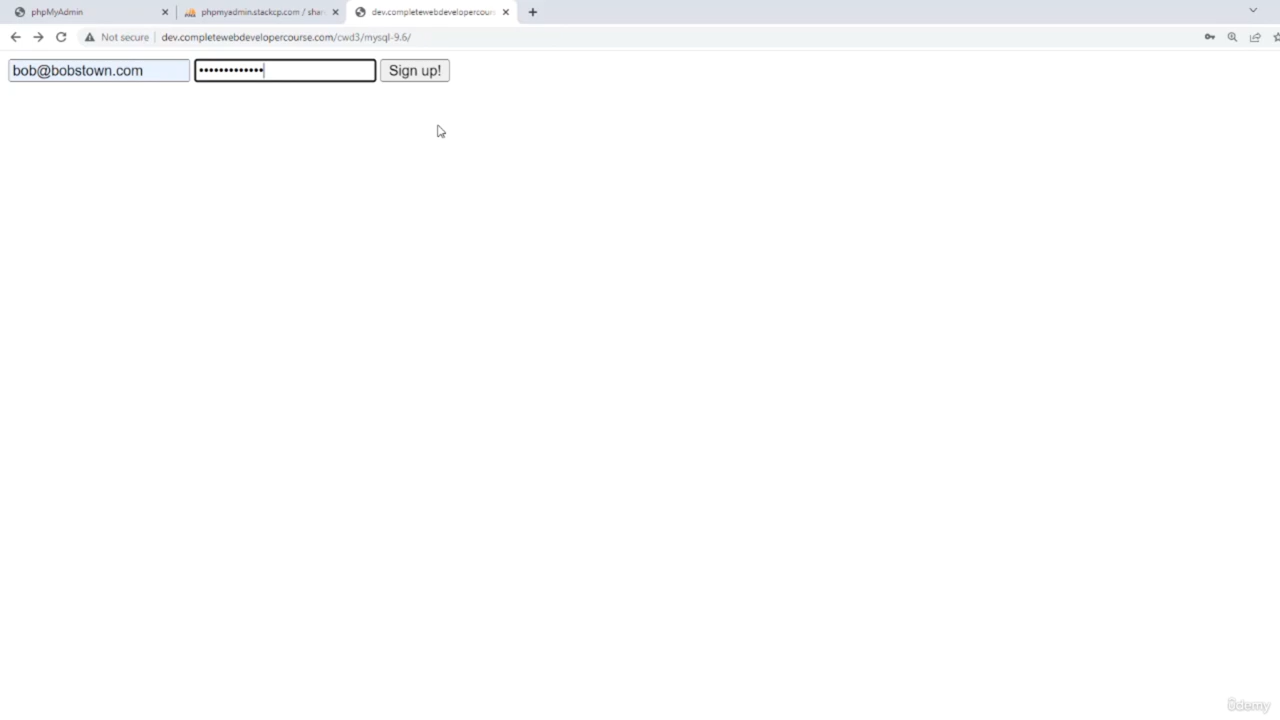 phpMyAdmin
phpmyadmin.stackcp.com / shar
dev.completewebdevelopercour
Not secure
dev.completewebdevelopercourse.com/cwd3/mysql-9.6/
bob@bobstown.com
•••••••••••••
Sign up!
ûdemy